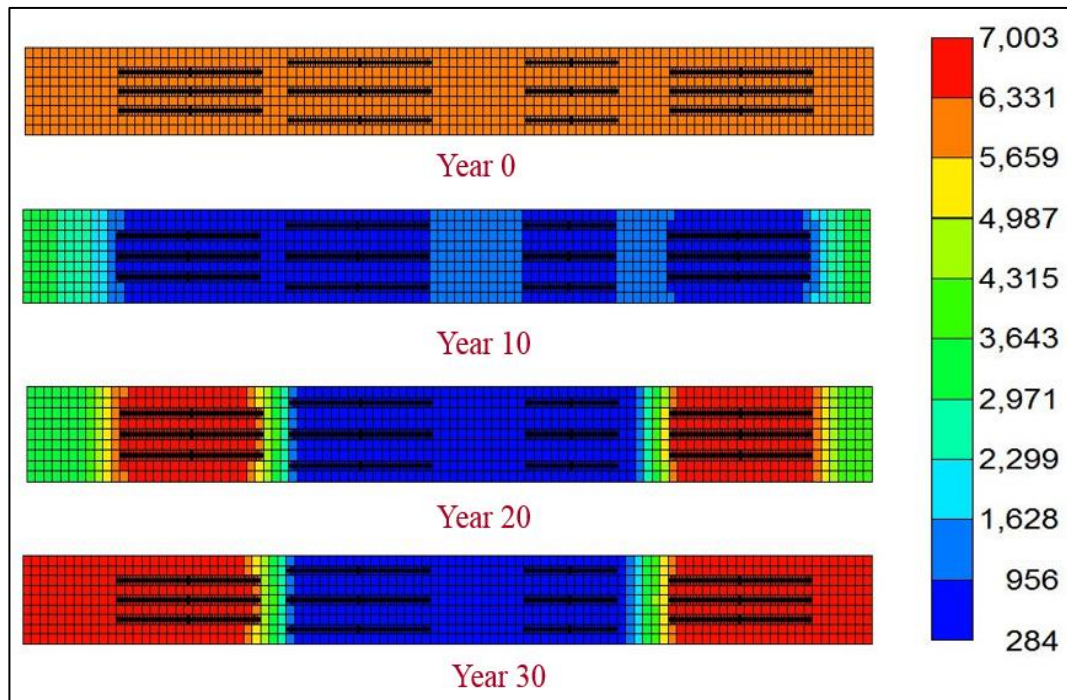 Year 0
Year 10
Year 20
Year 30
7,003
6,331
5,659
4,987
4,315
3,643
2,971
2,299
1,628
956
284